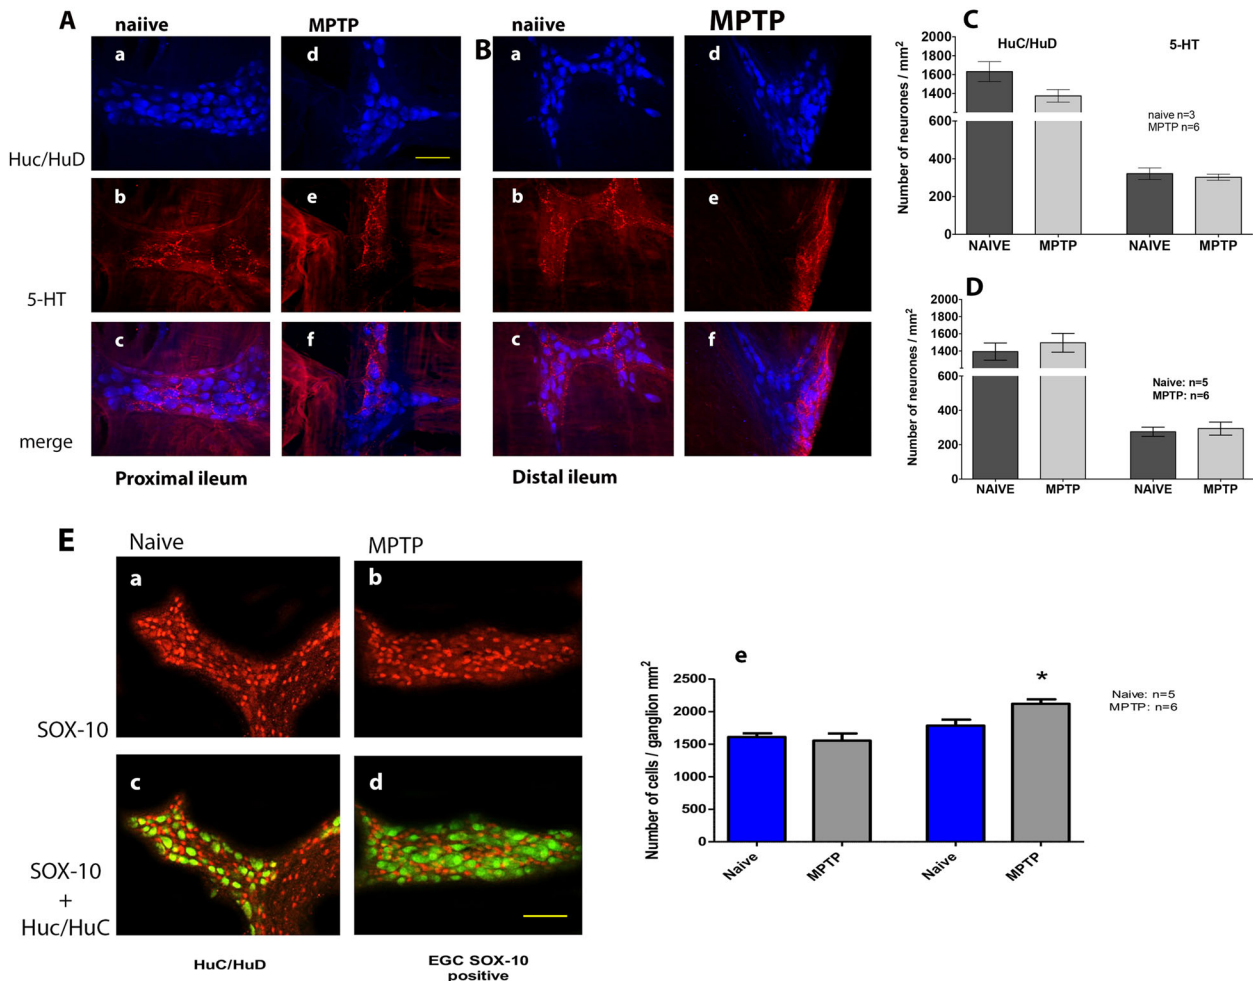 A
naiive
MPTP
a
d
Huc/HuD
b
e
5-HT
c
f
merge
Proximal ileum
B
naive
MPTP
a
d
b
e
c
f
Distal ileum
C
HuC/HuD
5-HT
naive n=3
MPTP n=6
Number of neurones / mm²
2000
1800
1600
1400
600
400
200
0
NAIVE
MPTP
NAIVE
MPTP
D
Naive: n=5
MPTP: n=6
Number of neurones / mm²
2000
1800
1600
1400
600
400
200
0
NAIVE
MPTP
NAIVE
MPTP
E
Naive
MPTP
a
b
SOX-10
c
d
SOX-10
+
Huc/HuC
HuC/HuD
EGC SOX-10
positive
e
*
Naive: n=5
MPTP: n=6
Number of cells / ganglion mm²
2500
2000
1500
1000
500
0
Naive
MPTP
Naive
MPTP